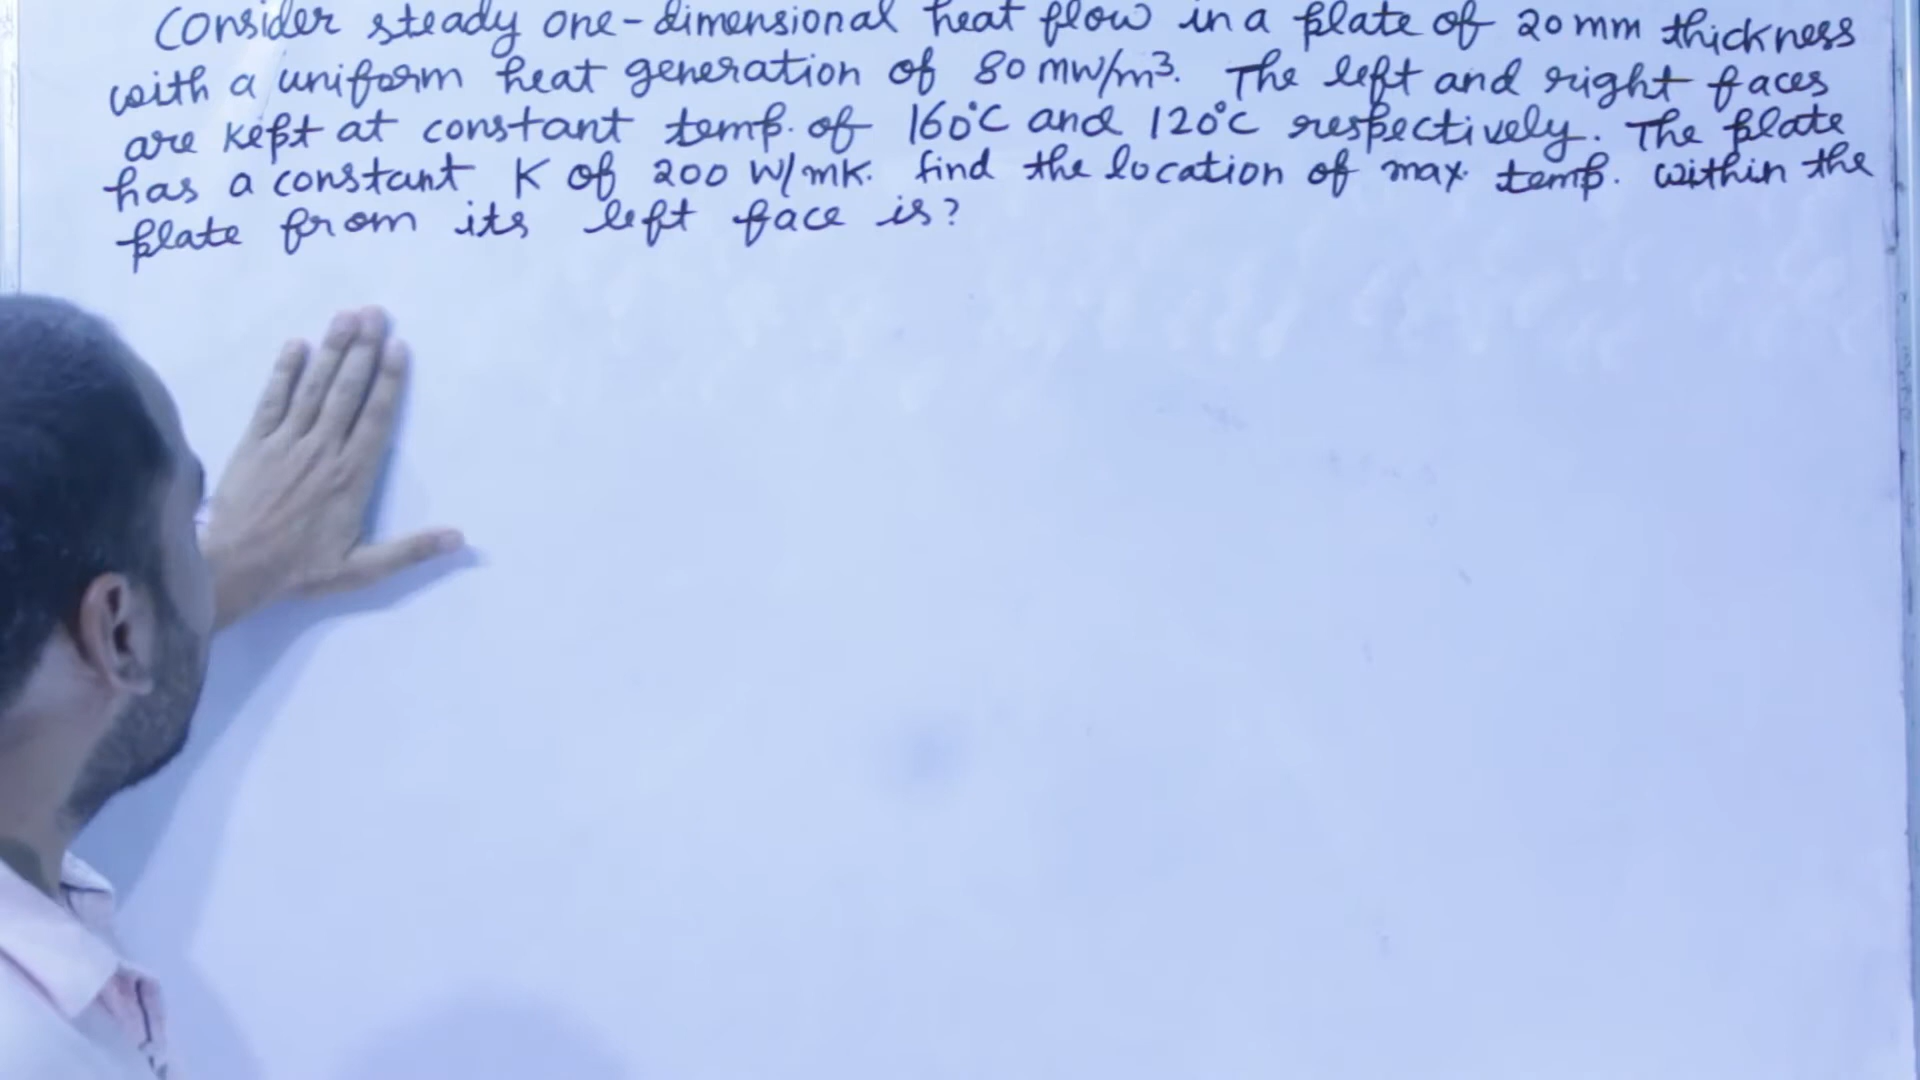 Consider steady one-dimensional heat flow in a plate of 20 mm thickness
with a uniform heat generation of 80 MW/m³. The left and right faces
are kept at constant temp. of 160°C and 120°C respectively. The plate
has a constant K of 200 W/mK. find the location of max. temp. within the
plate from its left face is?